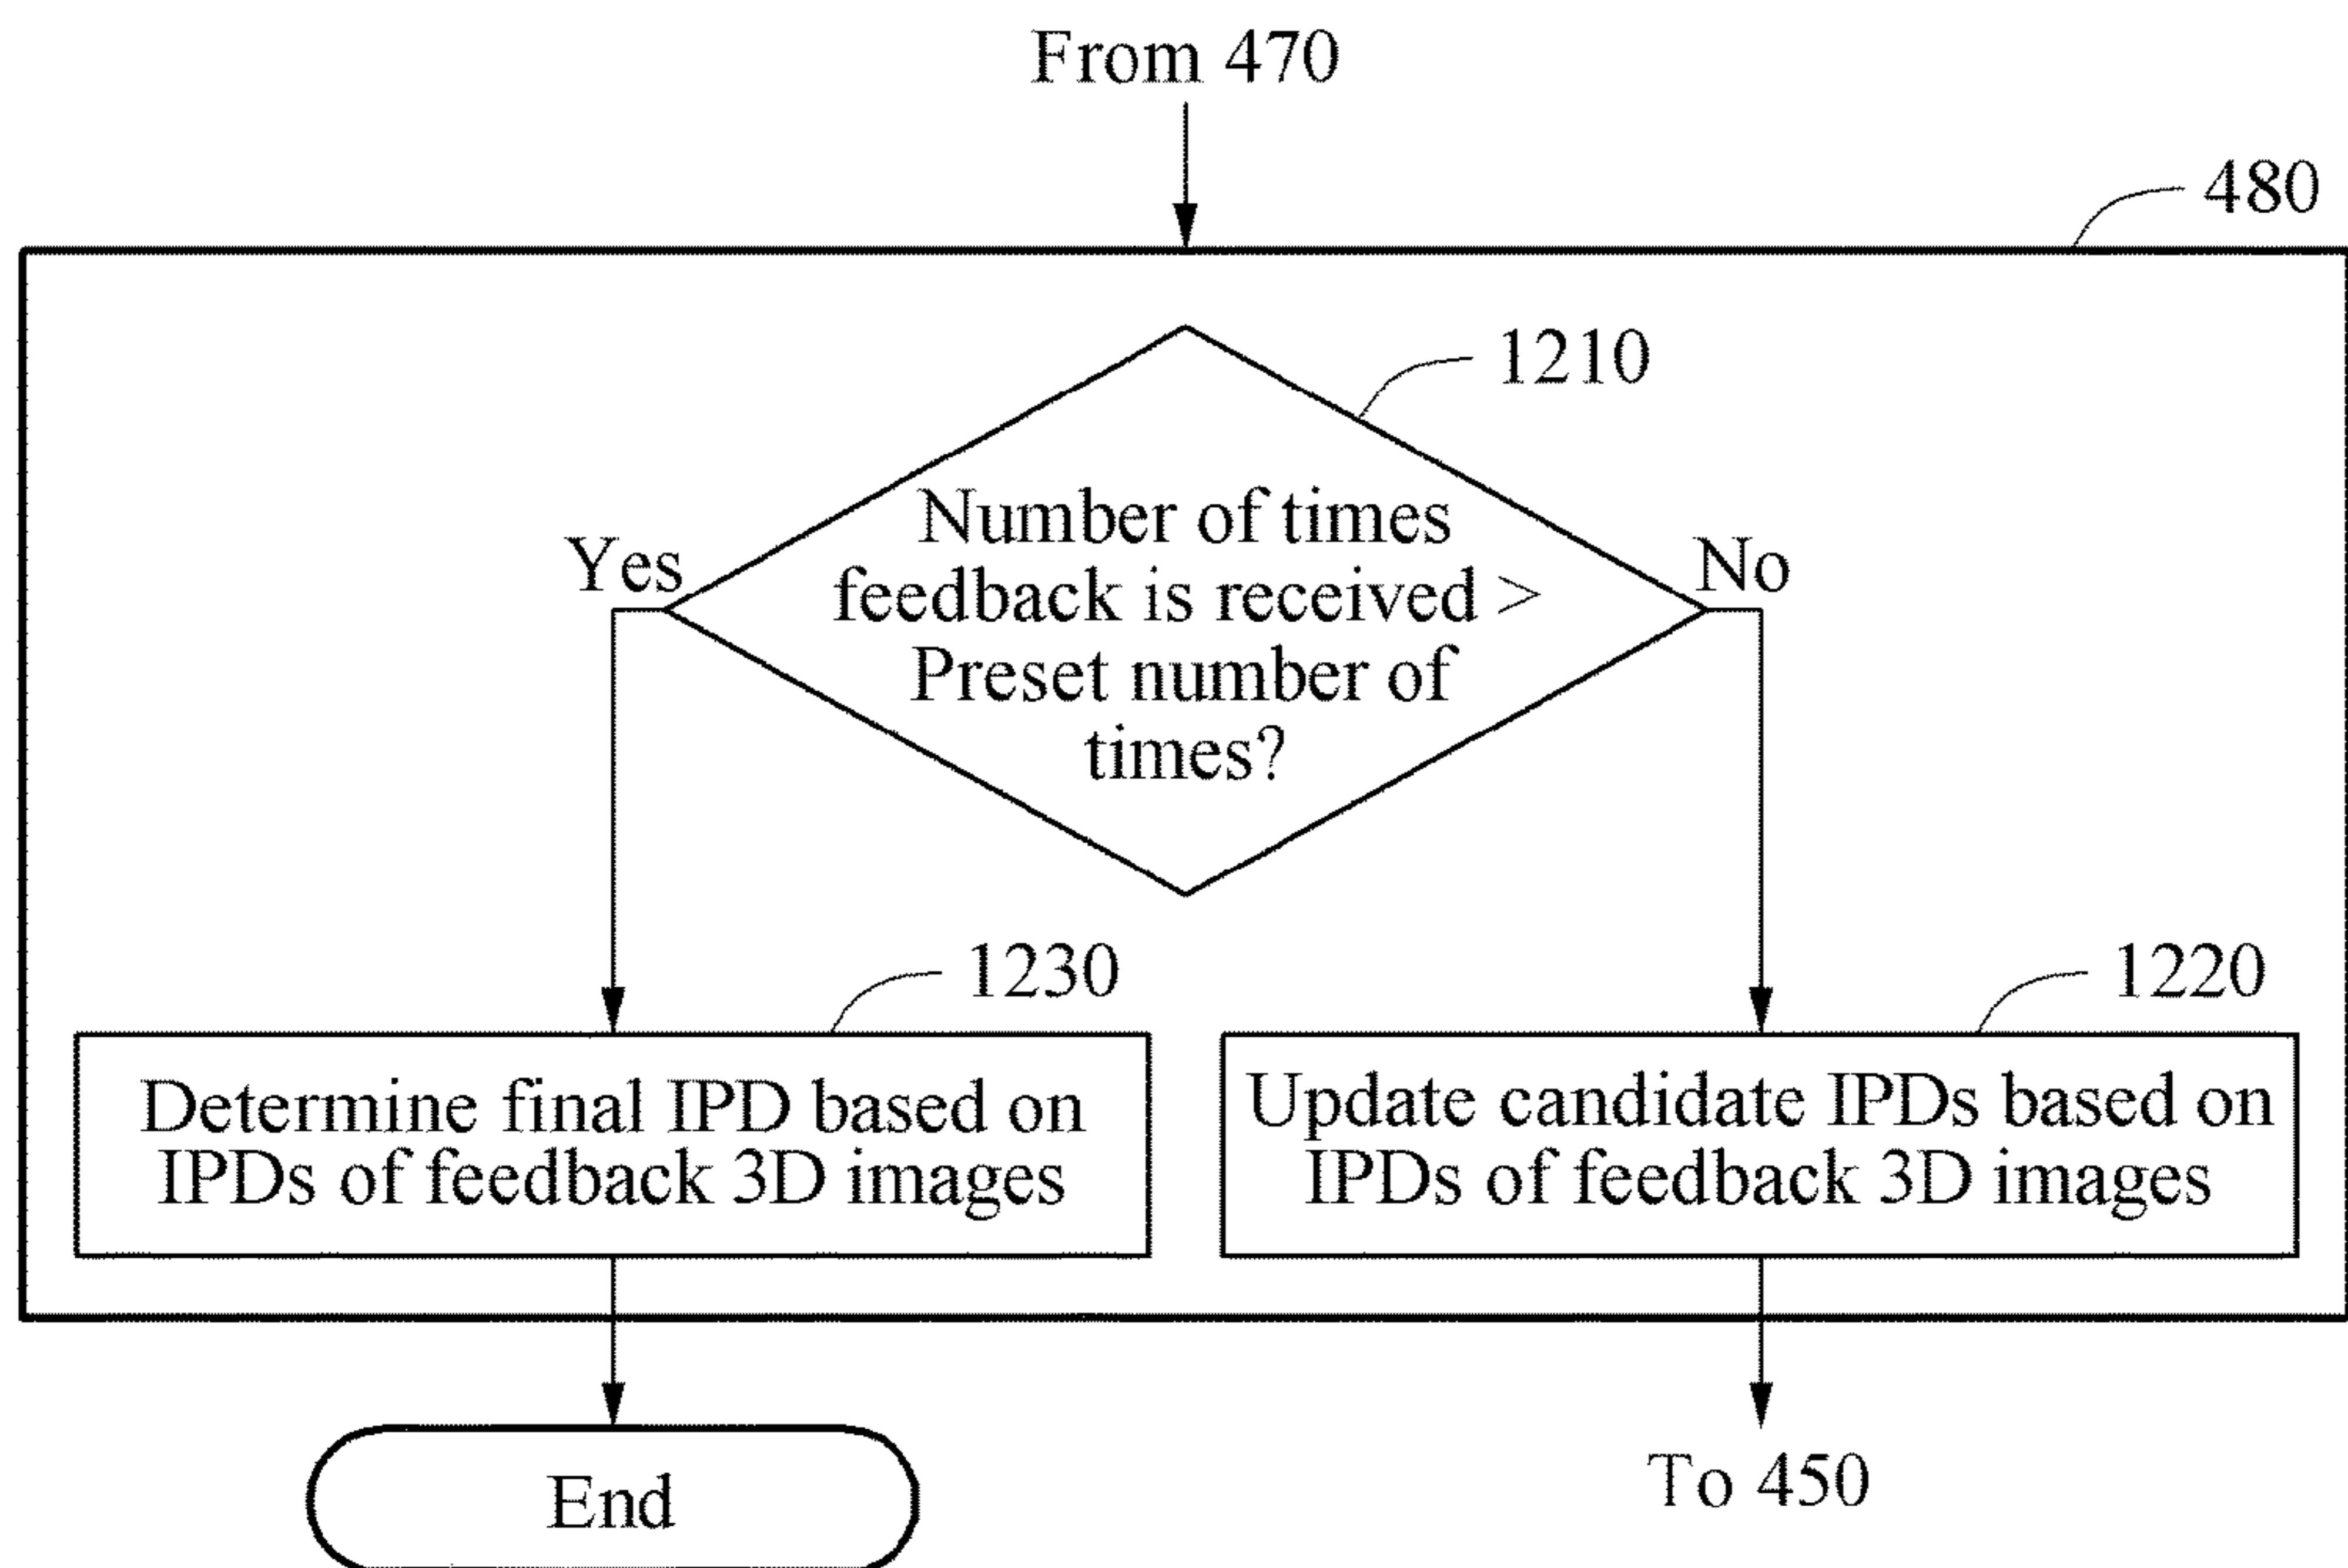 From 470
480
1210
Number of times
feedback is received >
Preset number of
times?
Yes
No
1230
1220
Determine final IPD based on
IPDs of feedback 3D images
Update candidate IPDs based on
IPDs of feedback 3D images
End
To 450